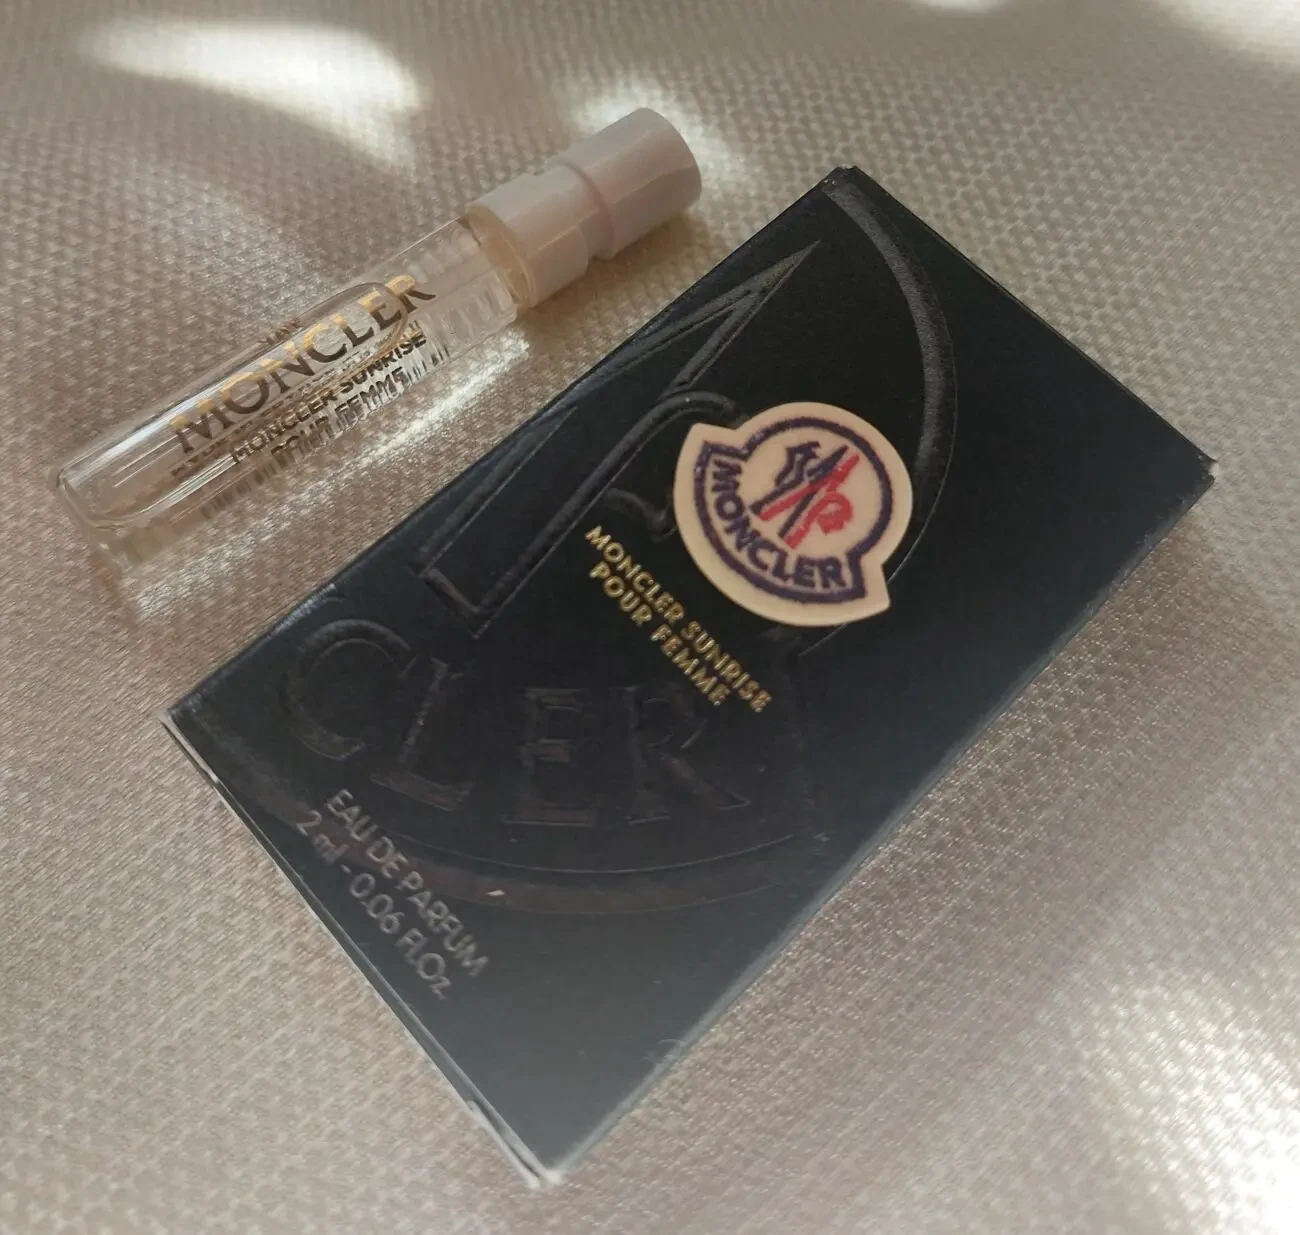 MONCLER
MONCLER SUNRISE
POUR FEMME
MONCLER
MONCLER SUNRISE
POUR FEMME
CLER
EAU DE PARFUM
2 ml - 0.06 FL.Oz